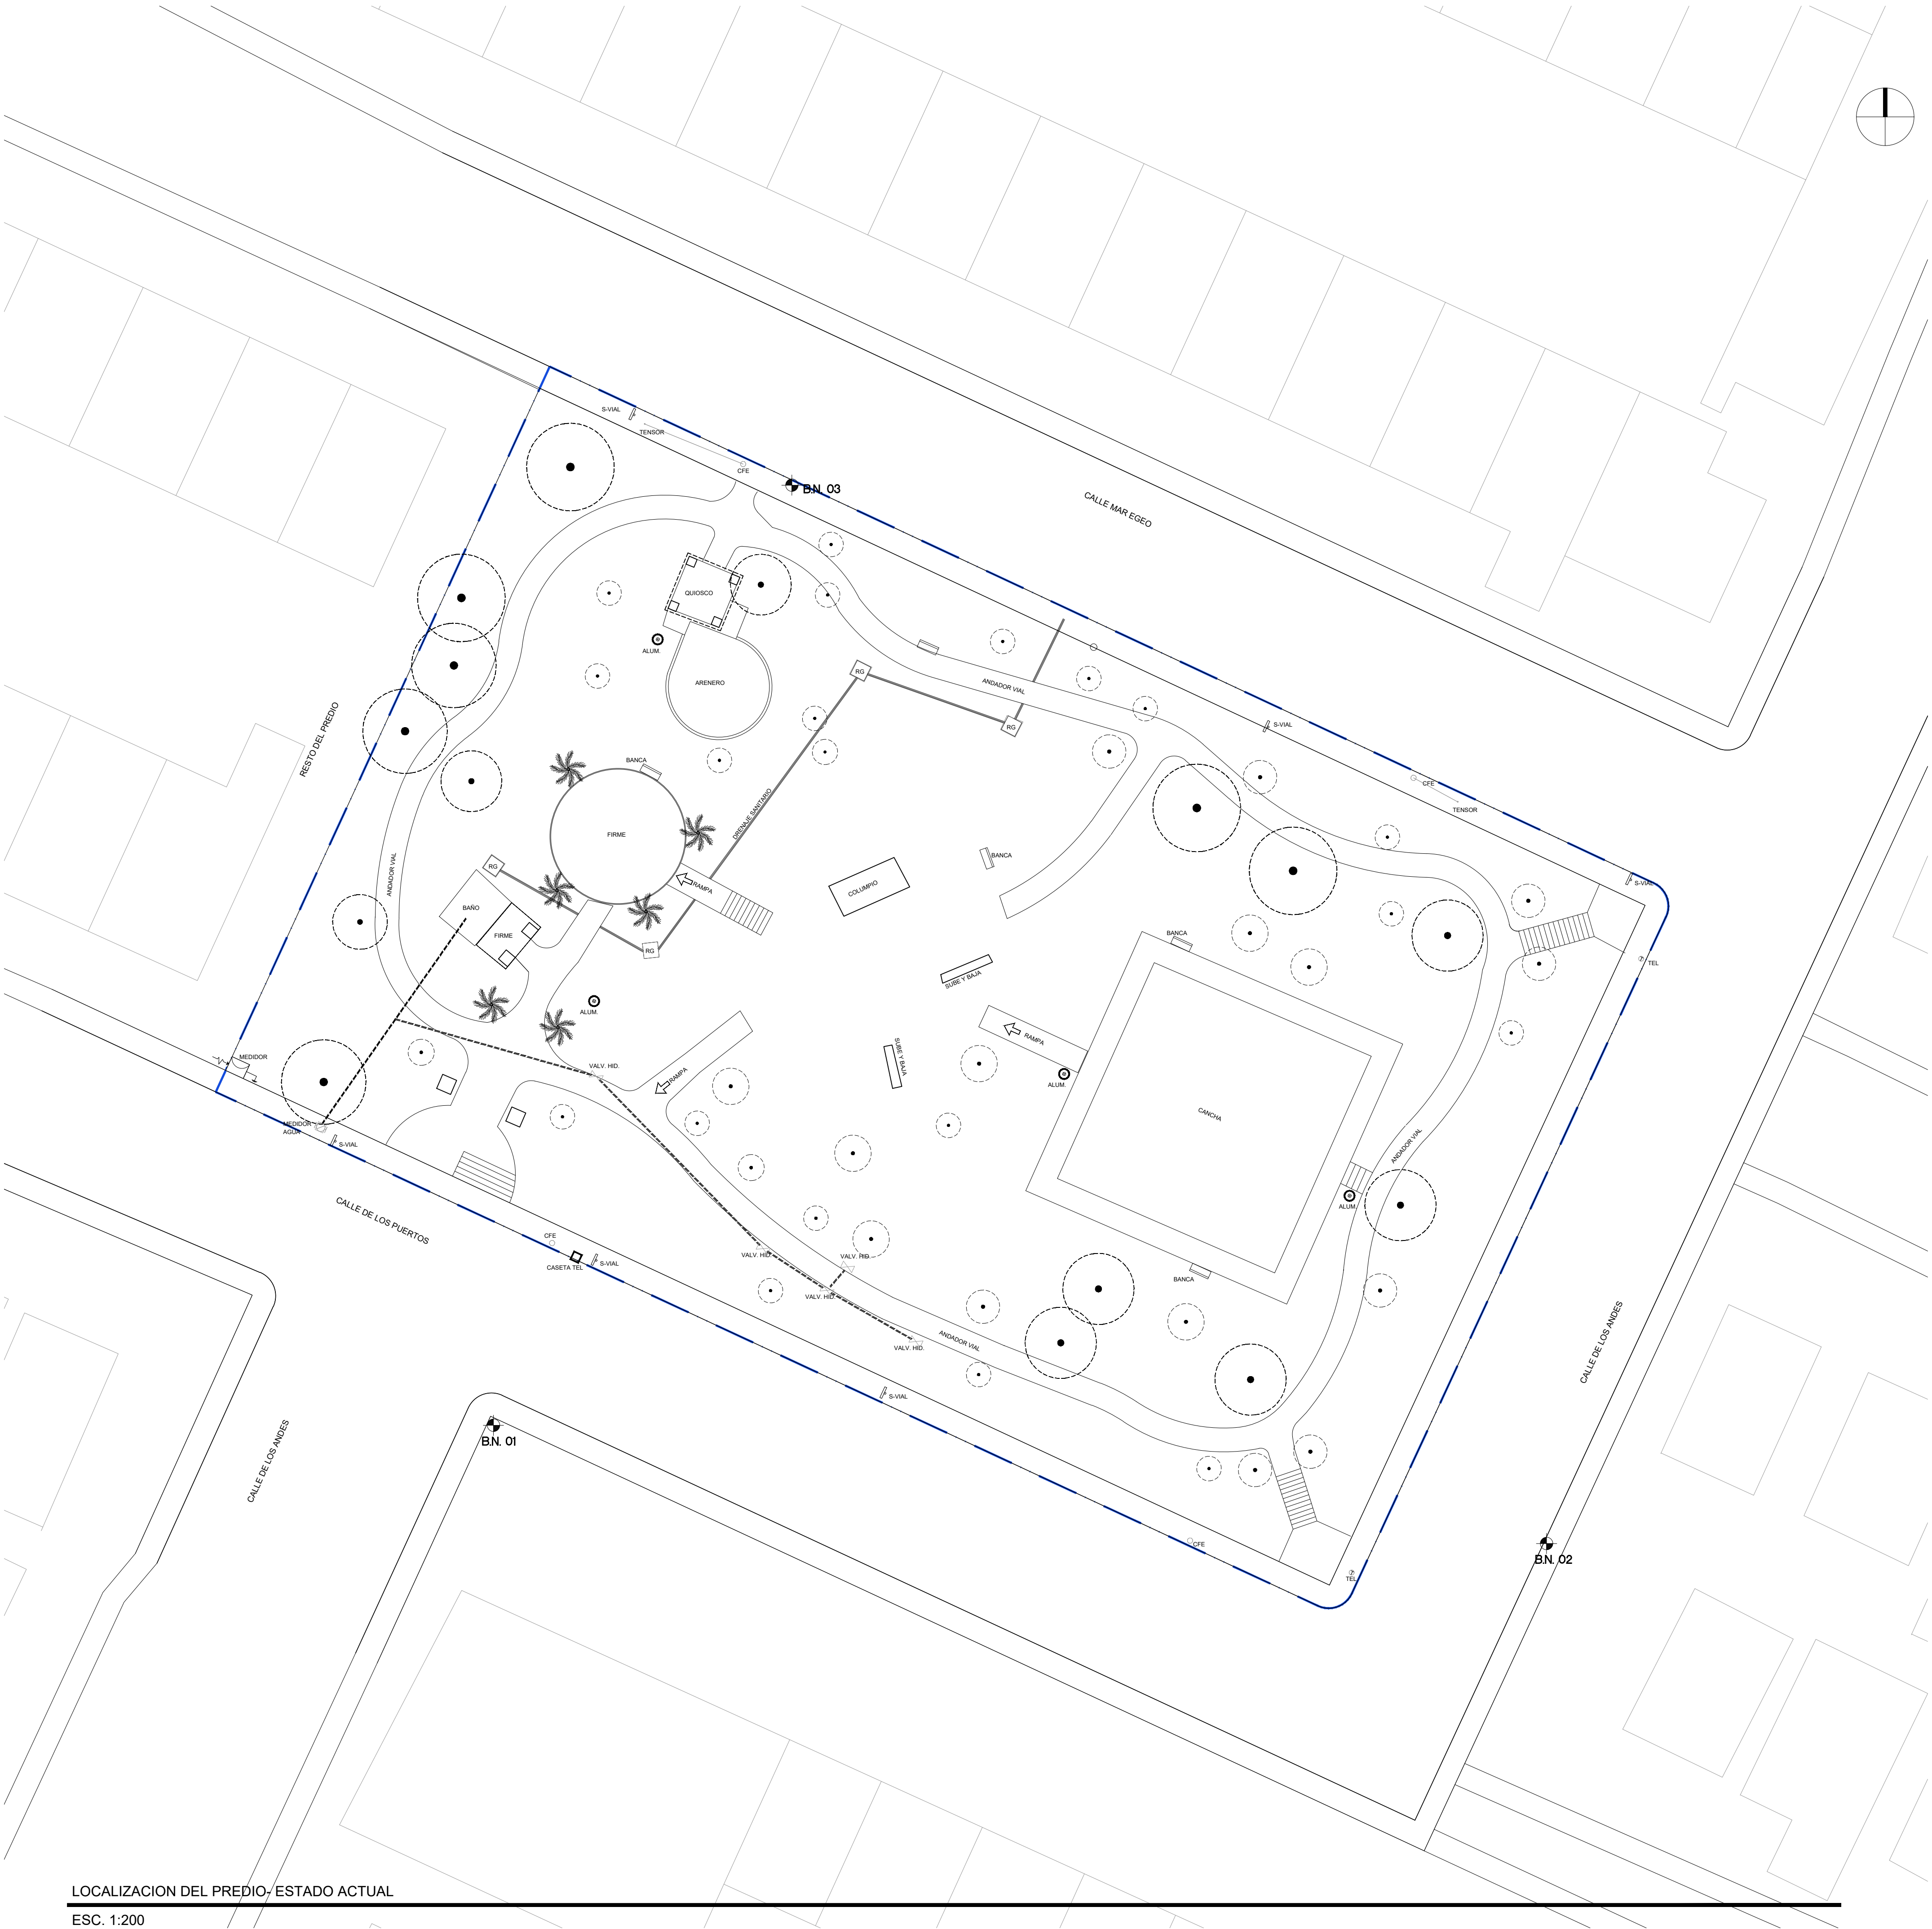 S-VIAL
TENSOR
CFE
B.N. 03
CALLE MAR EGEO
QUIOSCO
ALUM.
ARENERO
RG
ANDADOR VIAL
RG
S-VIAL
RESTO DEL PREDIO
BANCA
CFE
TENSOR
DRENAJE SANITARIO
FIRME
BANCA
ANDADOR VIAL
RG
RAMPA
COLUMPIO
S-VIAL
BAÑO
FIRME
RG
BANCA
TEL
SUBE Y BAJA
ALUM.
RAMPA
SUBE Y BAJA
MEDIDOR
VALV. HID.
RAMPA
ALUM.
CANCHA
MEDIDOR
AGUA
S-VIAL
ANDADOR VIAL
CALLE DE LOS PUERTOS
ALUM.
CFE
CASETA TEL
S-VIAL
VALV. HID.
VALV. HID.
BANCA
VALV. HID.
ANDADOR VIAL
VALV. HID.
CALLE DE LOS ANDES
S-VIAL
B.N. 01
CALLE DE LOS ANDES
CFE
B.N. 02
TEL
LOCALIZACION DEL PREDIO- ESTADO ACTUAL
ESC. 1:200